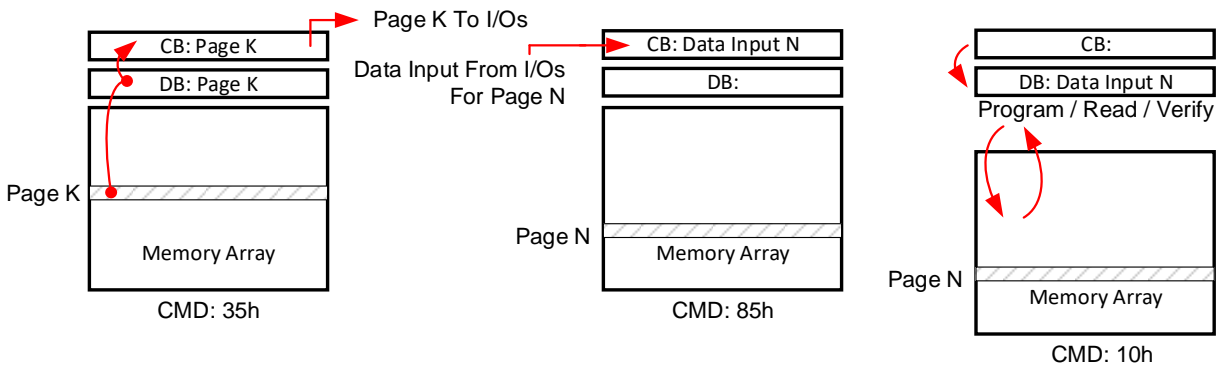 Page K To I/Os
CB: Page K
DB: Page K
Page K
Memory Array
CMD: 35h
Data Input From I/Os
For Page N
CB: Data Input N
DB:
Page N
Memory Array
CMD: 85h
CB:
DB: Data Input N
Program / Read / Verify
Page N
Memory Array
CMD: 10h